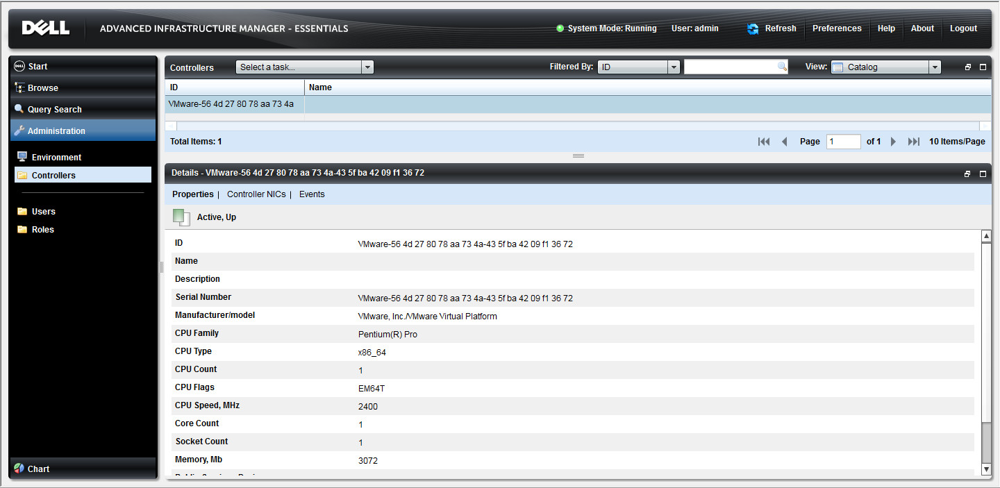 DELL ADVANCED INFRASTRUCTURE MANAGER - ESSENTIALS System Mode: Running User: admin Refresh Preferences Help About Logout
Start
Browse
Query Search
Administration
Environment
Controllers
Users
Roles
Chart
Controllers Select a task... Filtered By: ID View: Catalog
ID Name
VMware-56 4d 27 80 78 aa 73 4a
Total Items: 1 Page 1 of 1 10 Items/Page
Details - VMware-56 4d 27 80 78 aa 73 4a-43 5f ba 42 09 f1 36 72
Properties | Controller NICs | Events
Active, Up
ID VMware-56 4d 27 80 78 aa 73 4a-43 5f ba 42 09 f1 36 72
Name
Description
Serial Number VMware-56 4d 27 80 78 aa 73 4a-43 5f ba 42 09 f1 36 72
Manufacturer/model VMware, Inc./VMware Virtual Platform
CPU Family Pentium(R) Pro
CPU Type x86_64
CPU Count 1
CPU Flags EM64T
CPU Speed, MHz 2400
Core Count 1
Socket Count 1
Memory, Mb 3072